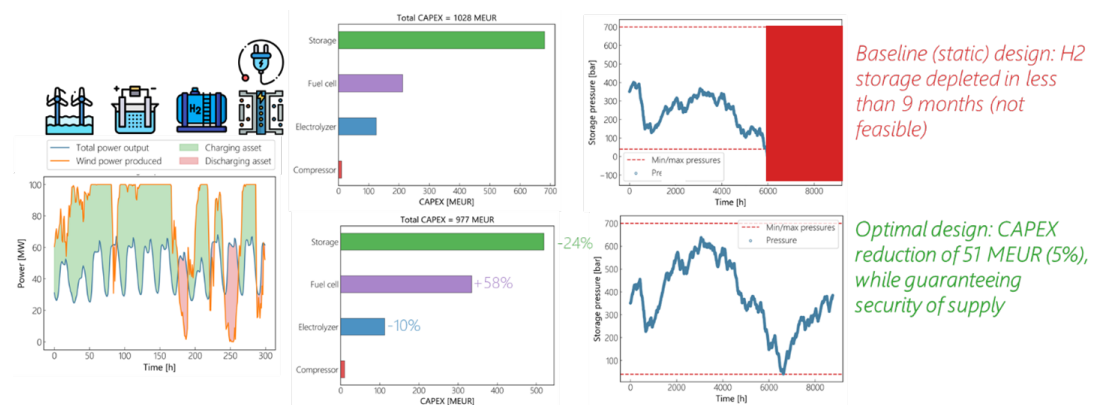 H2
Total power output
Wind power produced
Charging asset
Discharging asset
Power [MW]
100
80
60
40
20
0
0
50
100
150
200
250
300
Time [h]
Total CAPEX = 1028 MEUR
Storage
Fuel cell
Electrolyzer
Compressor
0
100
200
300
400
500
600
700
CAPEX [MEUR]
Storage pressure [bar]
700
600
500
400
300
200
100
0
−100
Min/max pressures
Pre
0
2000
4000
6000
8000
Time [h]
Baseline (static) design: H2
storage depleted in less
than 9 months (not
feasible)
Total CAPEX = 977 MEUR
Storage
-24%
Fuel cell
+58%
Electrolyzer
-10%
Compressor
0
100
200
300
400
500
CAPEX [MEUR]
Storage pressure [bar]
700
600
500
400
300
200
100
0
Min/max pressures
Pressure
0
2000
4000
6000
8000
Time [h]
Optimal design: CAPEX
reduction of 51 MEUR (5%),
while guaranteeing
security of supply